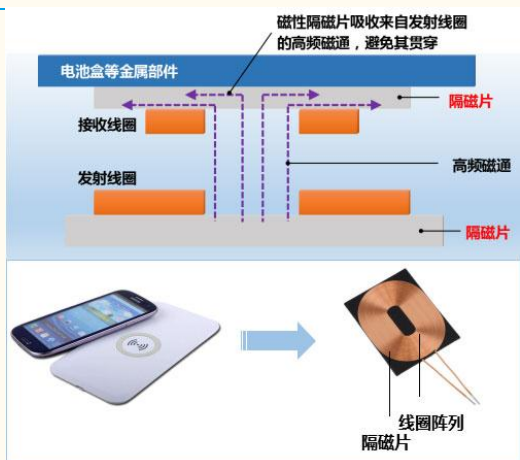 磁性隔磁片吸收来自发射线圈
的高频磁通，避免其贯穿
电池盒等金属部件
隔磁片
接收线圈
高频磁通
发射线圈
隔磁片
线圈阵列
隔磁片